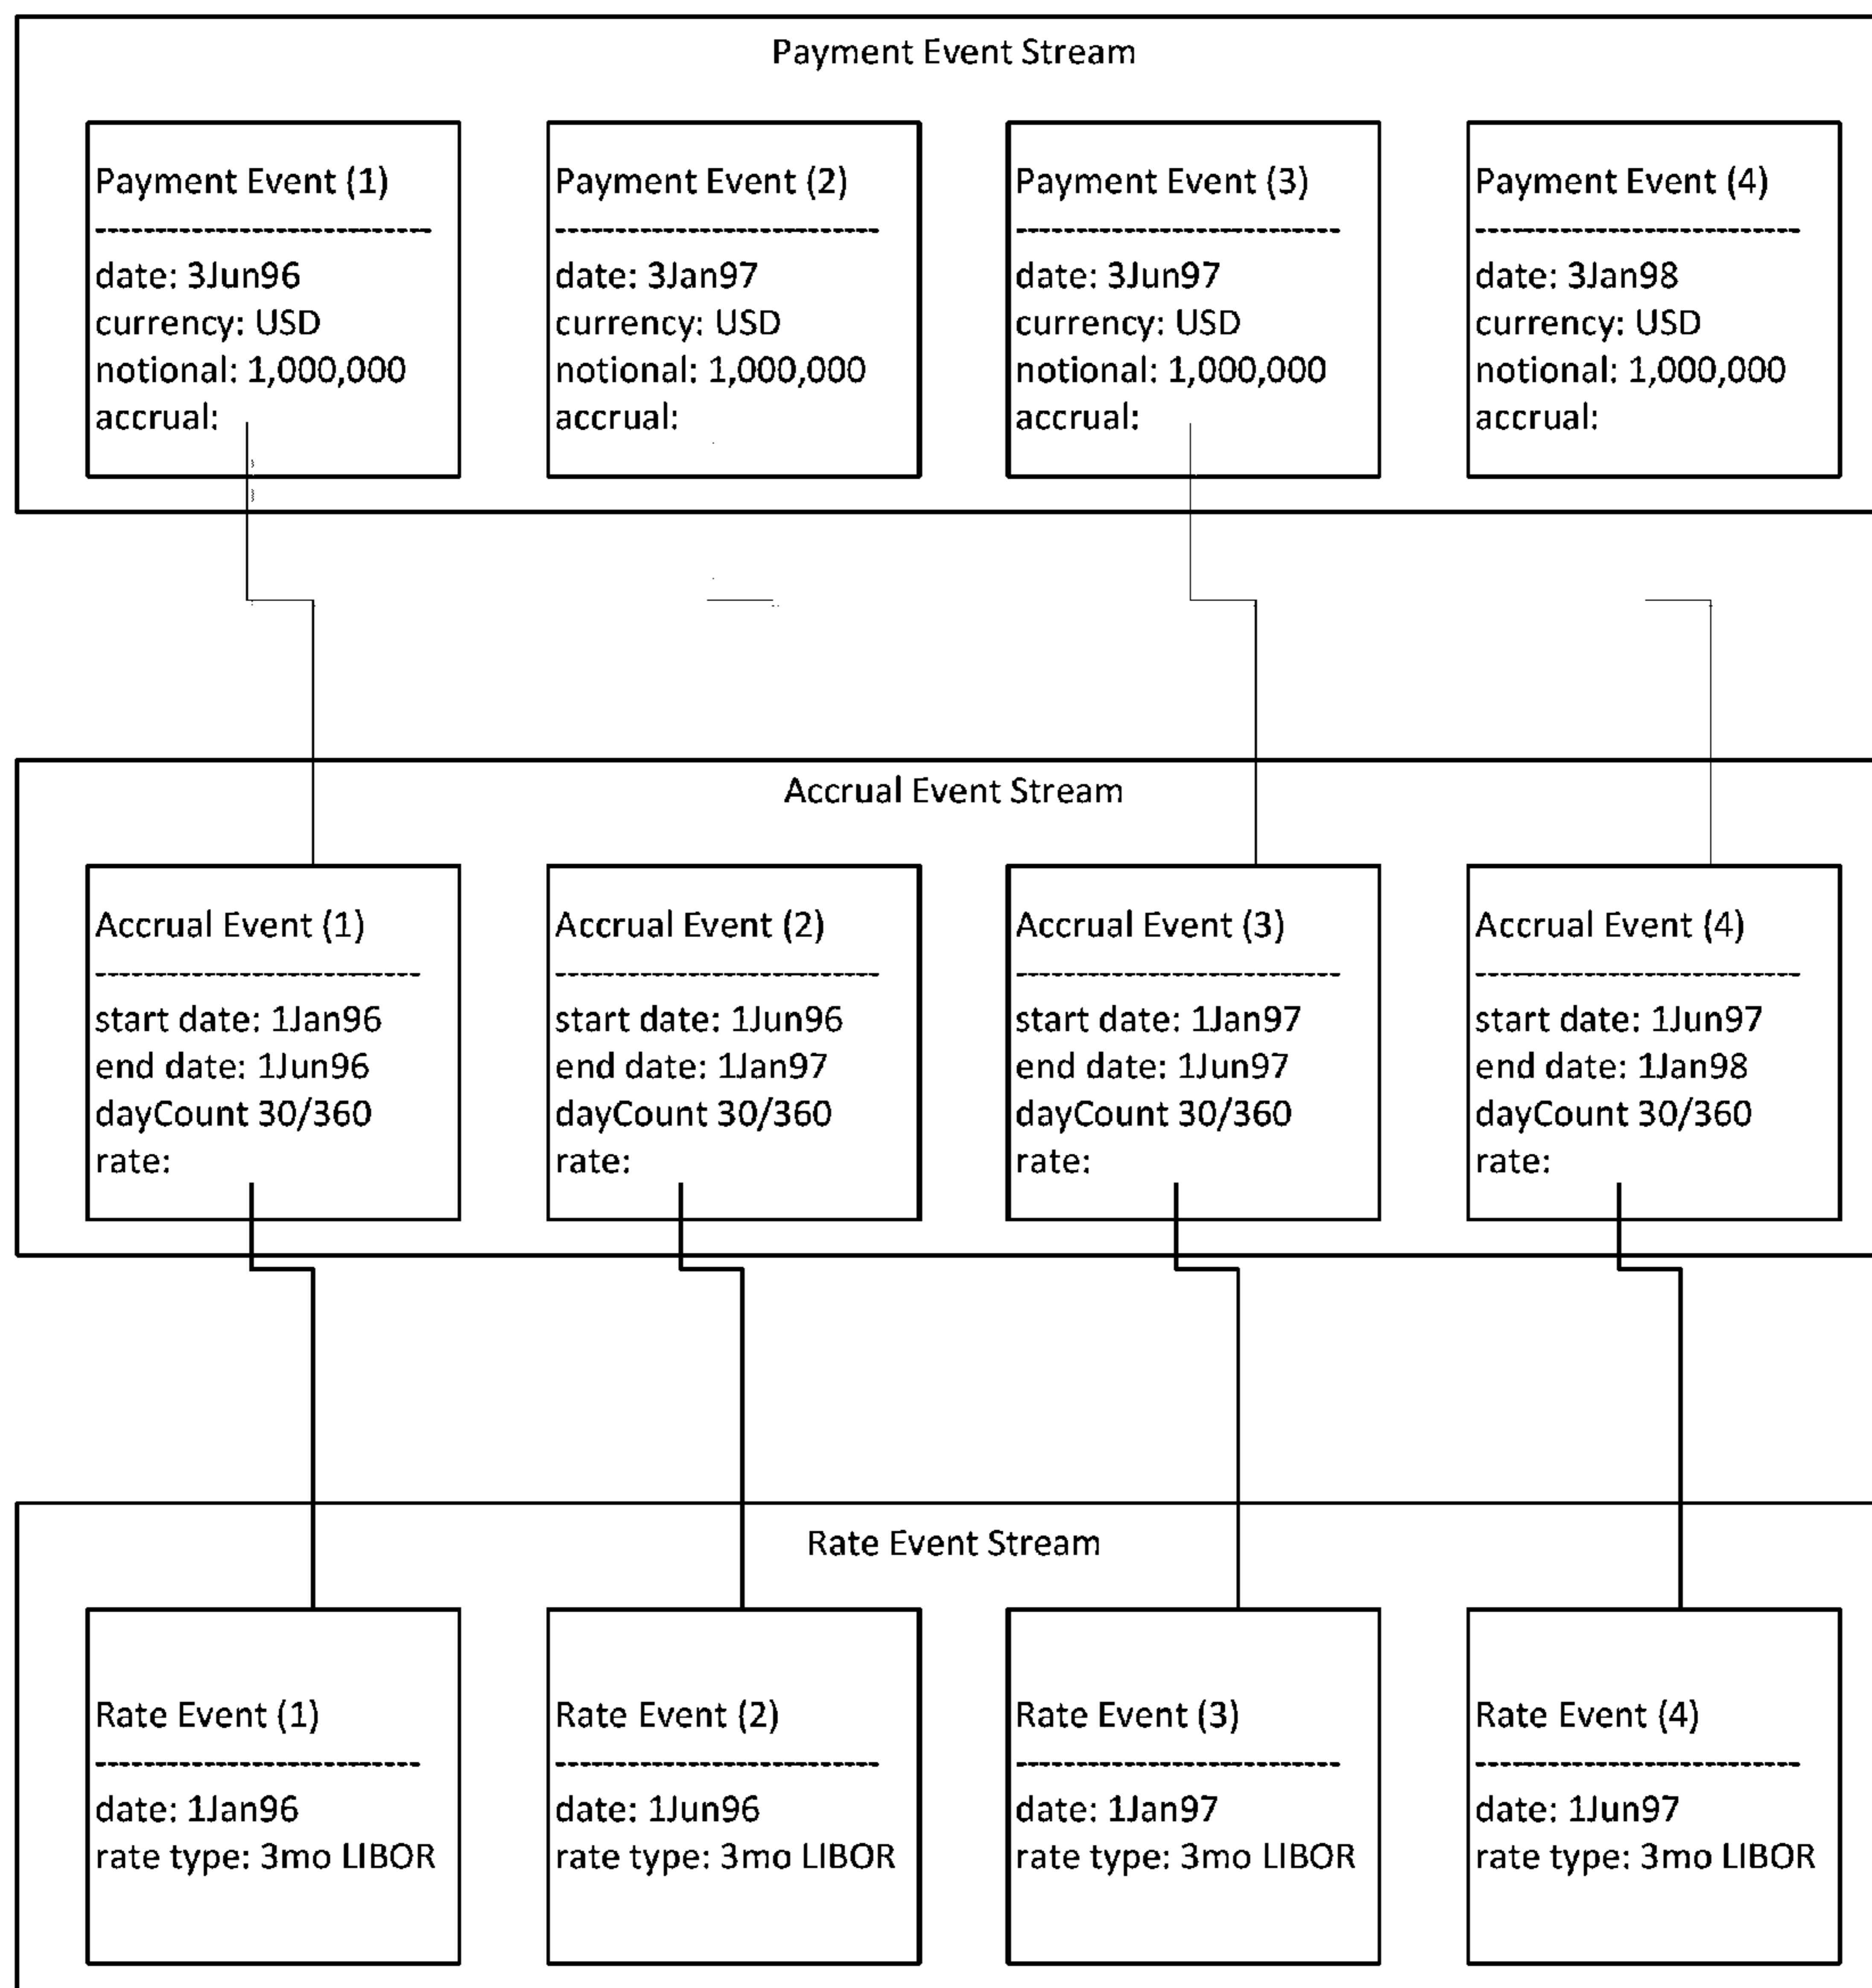 Payment Event Stream
Payment Event (1)
--------------------------
date: 3Jun96
currency: USD
notional: 1,000,000
accrual:
Payment Event (2)
-------------------------
date: 3Jan97
currency: USD
notional: 1,000,000
accrual:
Payment Event (3)
-------------------------
date: 3Jun97
currency: USD
notional: 1,000,000
accrual:
Payment Event (4)
-------------------------
date: 3Jan98
currency: USD
notional: 1,000,000
accrual:
Accrual Event Stream
Accrual Event (1)
-------------------------
start date: 1Jan96
end date: 1Jun96
dayCount 30/360
rate:
Accrual Event (2)
-------------------------
start date: 1Jun96
end date: 1Jan97
dayCount 30/360
rate:
Accrual Event (3)
-------------------------
start date: 1Jan97
end date: 1Jun97
dayCount 30/360
rate:
Accrual Event (4)
-------------------------
start date: 1Jun97
end date: 1Jan98
dayCount 30/360
rate:
Rate Event Stream
Rate Event (1)
-------------------------
date: 1Jan96
rate type: 3mo LIBOR
Rate Event (2)
-------------------------
date: 1Jun96
rate type: 3mo LIBOR
Rate Event (3)
-------------------------
date: 1Jan97
rate type: 3mo LIBOR
Rate Event (4)
-------------------------
date: 1Jun97
rate type: 3mo LIBOR